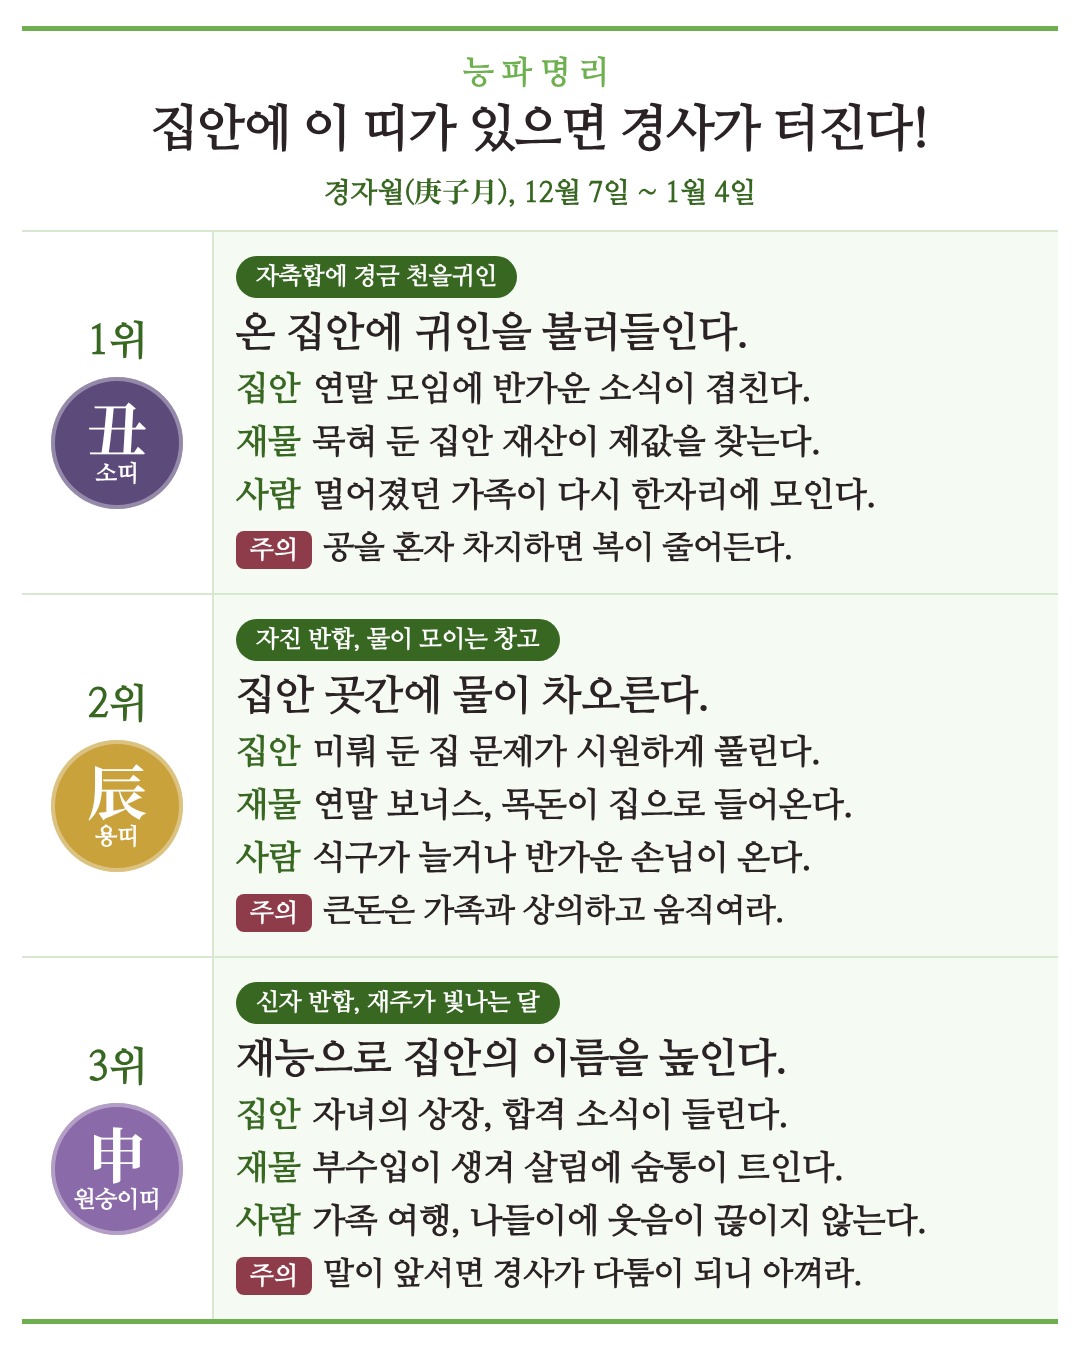 능파명리
집안에 이 띠가 있으면 경사가 터진다!
경자월(庚子月), 12월 7일 ~ 1월 4일
1위
丑
소띠
자축합에 경금 천을귀인
온 집안에 귀인을 불러들인다.
집안 연말 모임에 반가운 소식이 겹친다.
재물 묵혀 둔 집안 재산이 제값을 찾는다.
사람 멀어졌던 가족이 다시 한자리에 모인다.
주의 공을 혼자 차지하면 복이 줄어든다.
2위
辰
용띠
자진 반합, 물이 모이는 창고
집안 곳간에 물이 차오른다.
집안 미뤄 둔 집 문제가 시원하게 풀린다.
재물 연말 보너스, 목돈이 집으로 들어온다.
사람 식구가 늘거나 반가운 손님이 온다.
주의 큰돈은 가족과 상의하고 움직여라.
3위
申
원숭이띠
신자 반합, 재주가 빛나는 달
재능으로 집안의 이름을 높인다.
집안 자녀의 상장, 합격 소식이 들린다.
재물 부수입이 생겨 살림에 숨통이 트인다.
사람 가족 여행, 나들이에 웃음이 끊이지 않는다.
주의 말이 앞서면 경사가 다툼이 되니 아껴라.